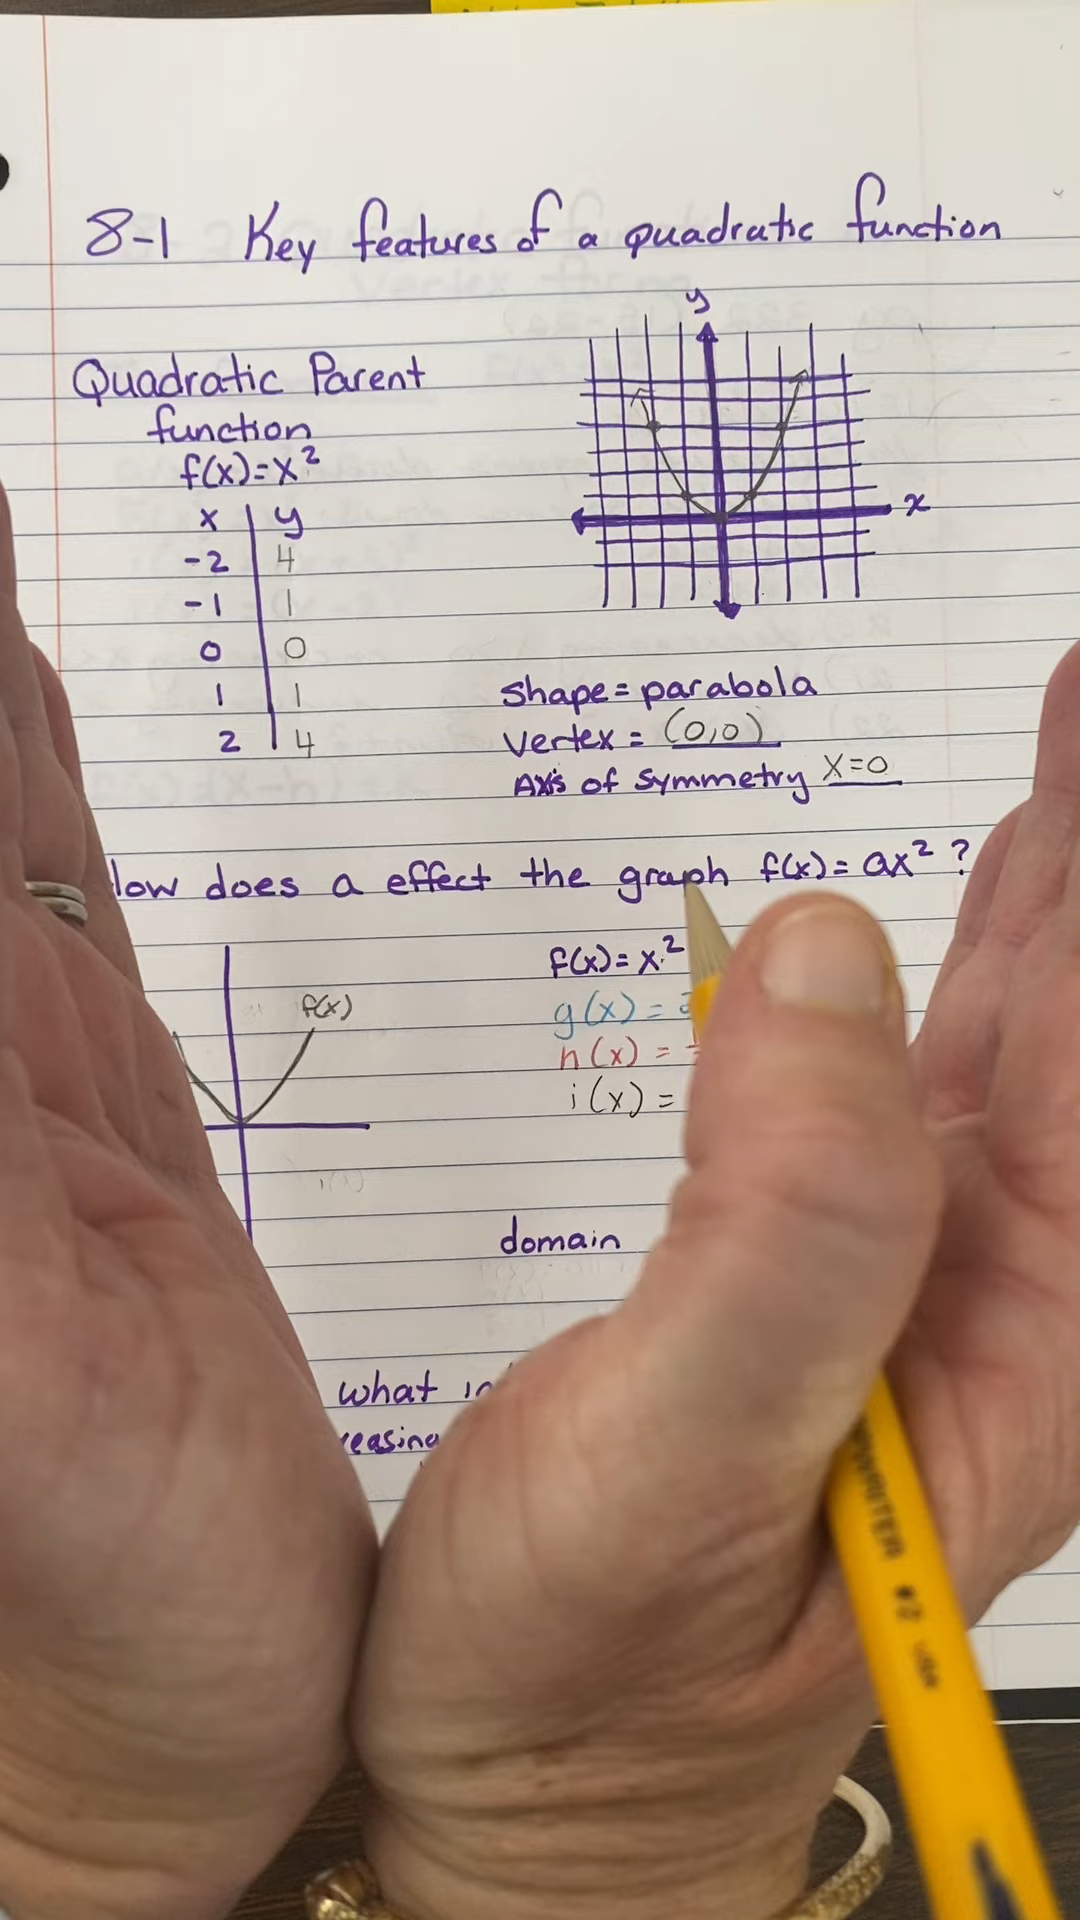 8-1 Key features of a quadratic function
y
Quadratic Parent
function
f(x)=x²
x
x y
-2 4
-1 1
0 0
1 1
2 4
shape = parabola
vertex = (0,0)
Axis of symmetry x=0
does a effect the graph f(x)= ax² ?
f(x)
f(x)= x²
g(x) =
h(x) =
i(x) =
domain
what
#2 USA